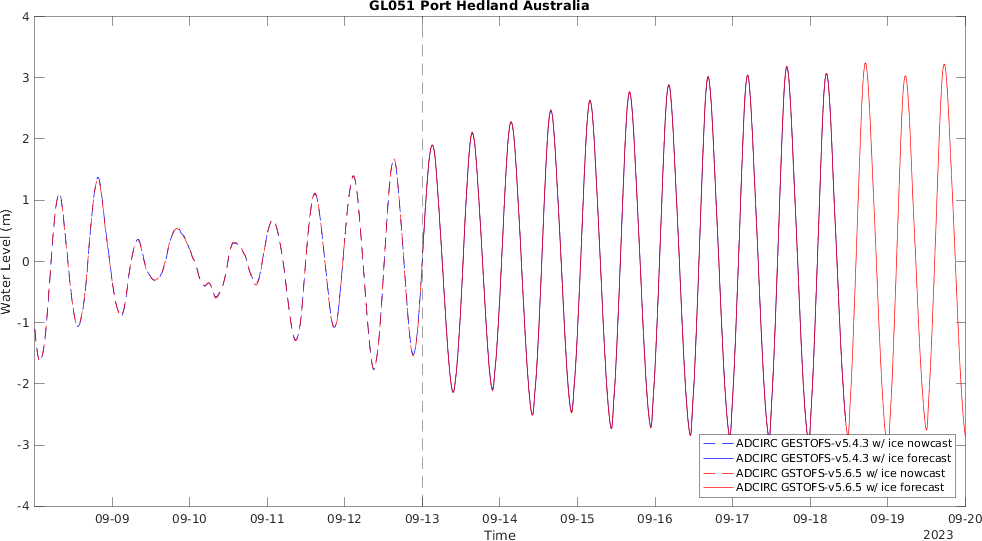 GL051 Port Hedland Australia
4
3
2
1
0
-1
-2
-3
-4
Water Level (m)
ADCIRC GESTOFS-v5.4.3 w/ ice nowcast
ADCIRC GESTOFS-v5.4.3 w/ ice forecast
ADCIRC GSTOFS-v5.6.5 w/ ice nowcast
ADCIRC GSTOFS-v5.6.5 w/ ice forecast
09-09 09-10 09-11 09-12 09-13 09-14 09-15 09-16 09-17 09-18 09-19 09-20
Time 2023